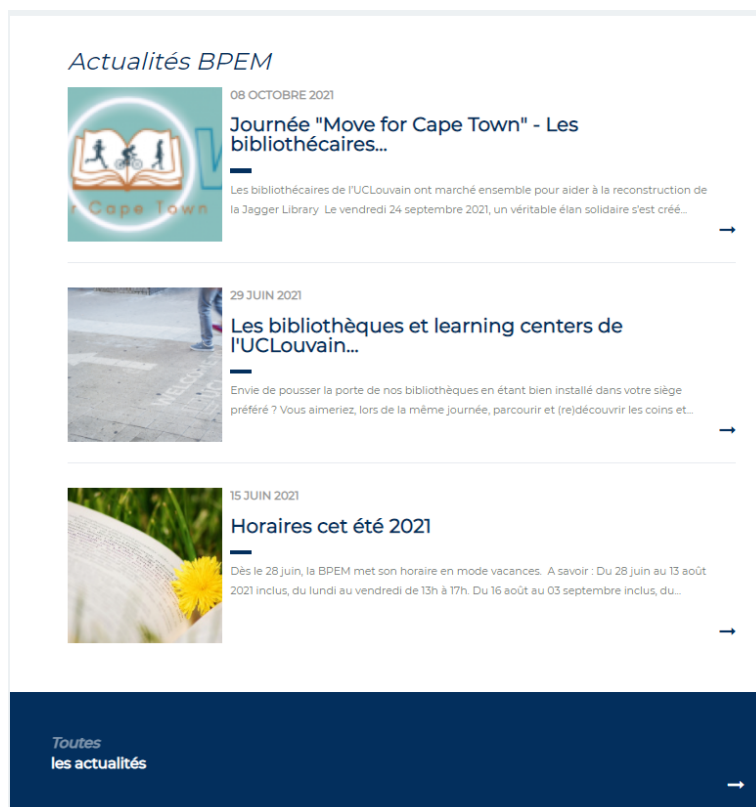 Actualités BPEM
08 OCTOBRE 2021
Journée "Move for Cape Town" - Les
bibliothécaires...
Les bibliothécaires de l'UCLouvain ont marché ensemble pour aider à la reconstruction de
la Jagger Library Le vendredi 24 septembre 2021, un véritable élan solidaire s'est créé...
r Cape Town
29 JUIN 2021
Les bibliothèques et learning centers de
l'UCLouvain...
Envie de pousser la porte de nos bibliothèques en étant bien installé dans votre siège
préféré ? Vous aimeriez, lors de la même journée, parcourir et (re)découvrir les coins et...
WELCOME
UCL
15 JUIN 2021
Horaires cet été 2021
Dès le 28 juin, la BPEM met son horaire en mode vacances. A savoir : Du 28 juin au 13 août
2021 inclus, du lundi au vendredi de 13h à 17h. Du 16 août au 03 septembre inclus, du...
Toutes
les actualités